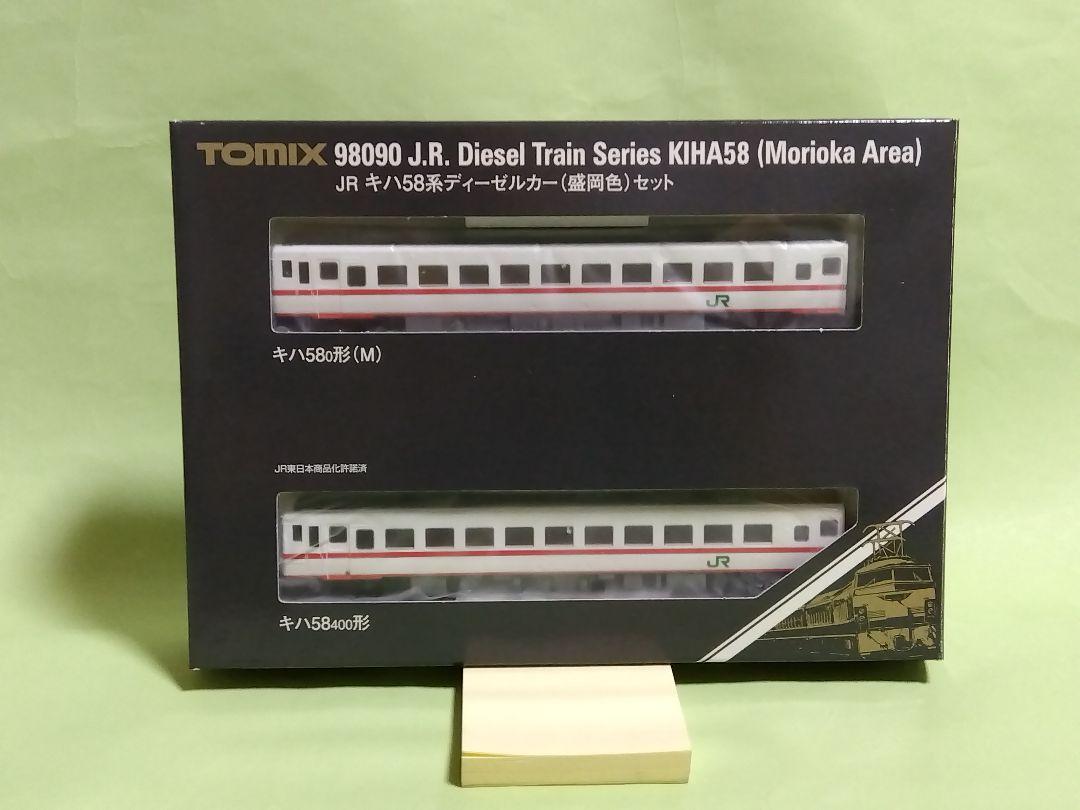 TOMIX 98090 J.R. Diesel Train Series KIHA58 (Morioka Area)
JR キハ58系ディーゼルカー(盛岡色)セット
JR
キハ580形(M)
JR東日本商品化許諾済
JR
キハ58400形